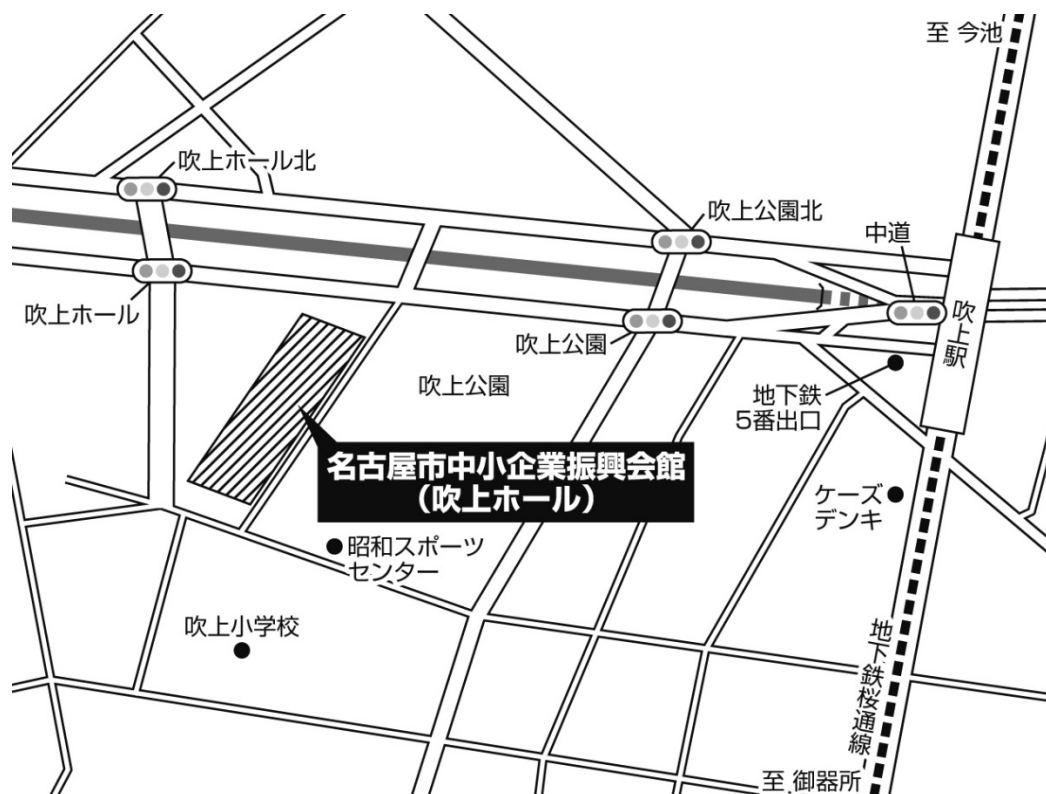 至 今池
吹上ホール北
吹上公園北
中道
吹上ホール
吹上公園
吹上駅
吹上公園
地下鉄
5番出口
名古屋市中小企業振興会館
（吹上ホール）
ケーズ
デンキ
昭和スポーツ
センター
吹上小学校
地下鉄桜通線
至 御器所